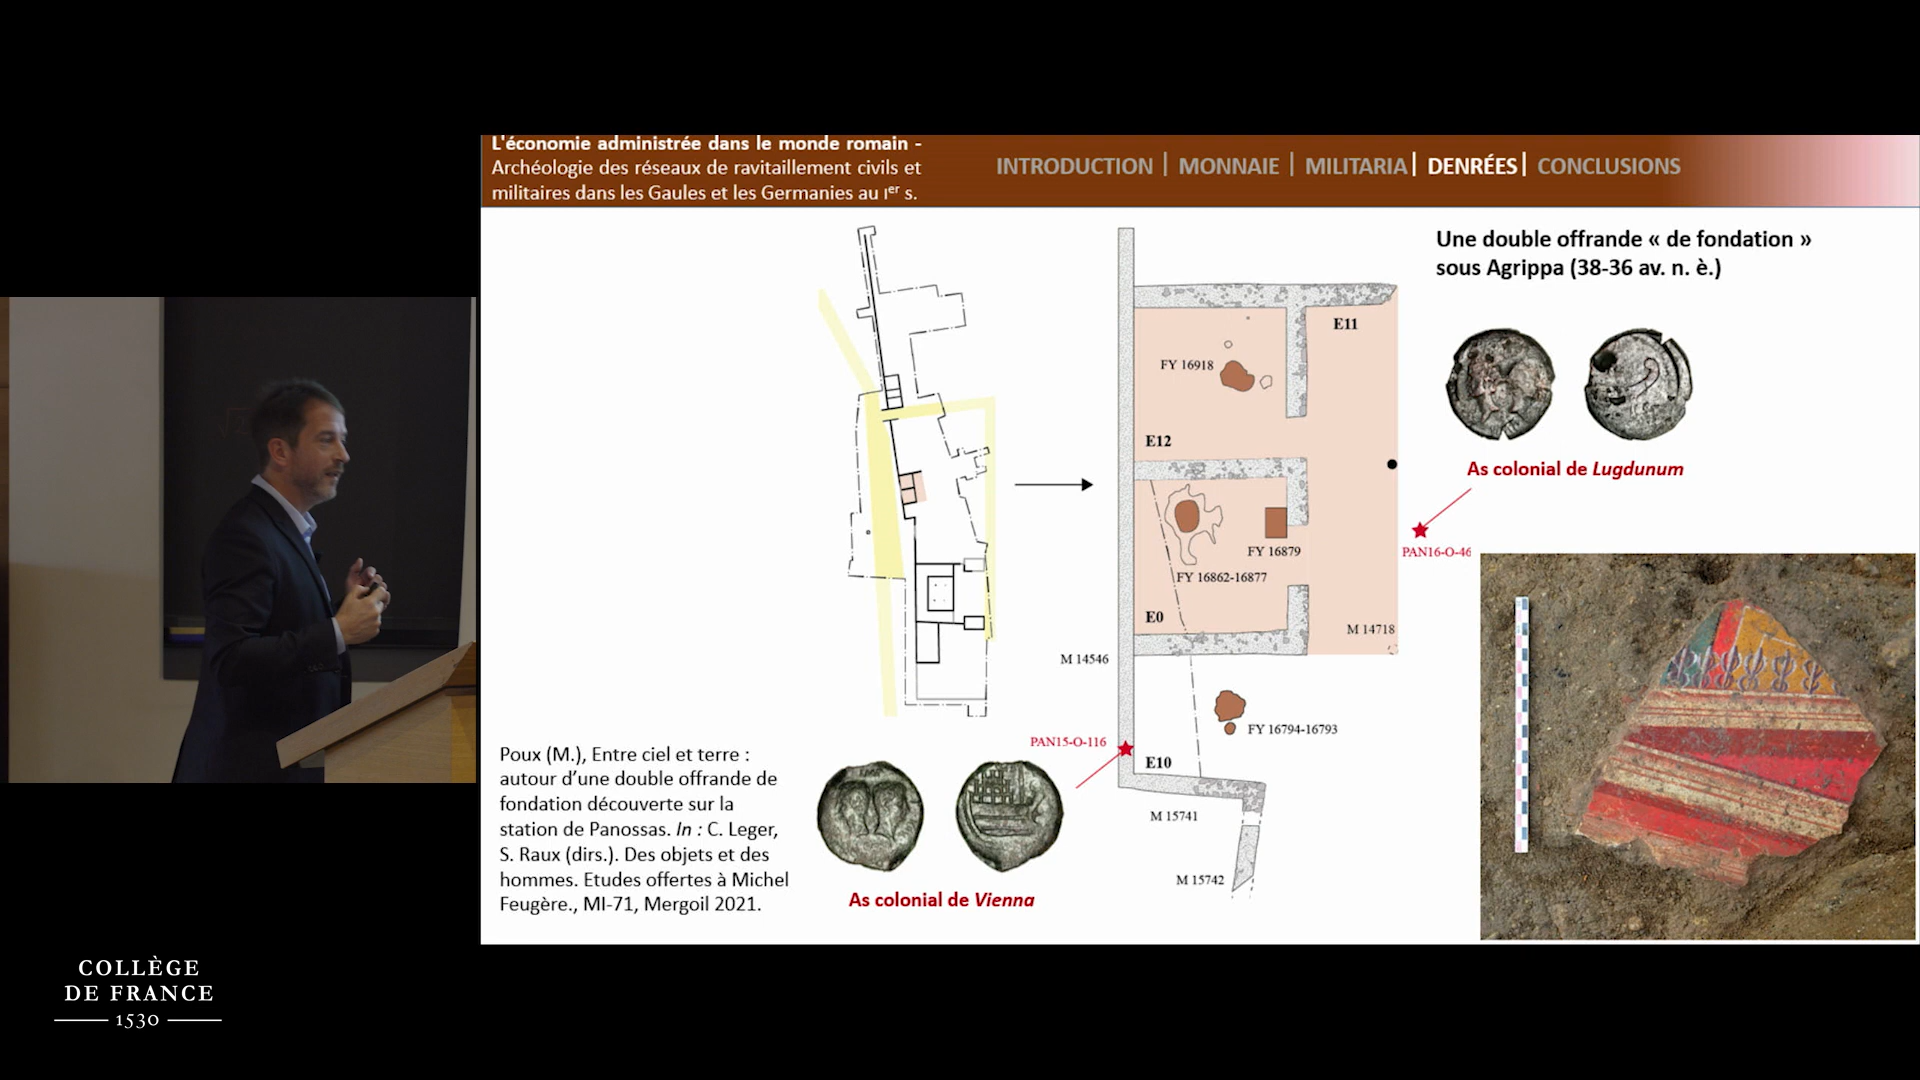 L'économie administrée dans le monde romain -
Archéologie des réseaux de ravitaillement civils et
militaires dans les Gaules et les Germanies au Ier s.
INTRODUCTION | MONNAIE | MILITARIA | DENRÉES | CONCLUSIONS
Une double offrande « de fondation »
sous Agrippa (38-36 av. n. è.)
E11
FY 16918
E12
As colonial de Lugdunum
PAN16-O-46
FY 16879
FY 16862-16877
E0
M 14718
M 14546
FY 16794-16793
PAN15-O-116
E10
M 15741
M 15742
As colonial de Vienna
Poux (M.), Entre ciel et terre :
autour d'une double offrande de
fondation découverte sur la
station de Panossas. In : C. Leger,
S. Raux (dirs.). Des objets et des
hommes. Etudes offertes à Michel
Feugère., MI-71, Mergoil 2021.
COLLÈGE
DE FRANCE
1530